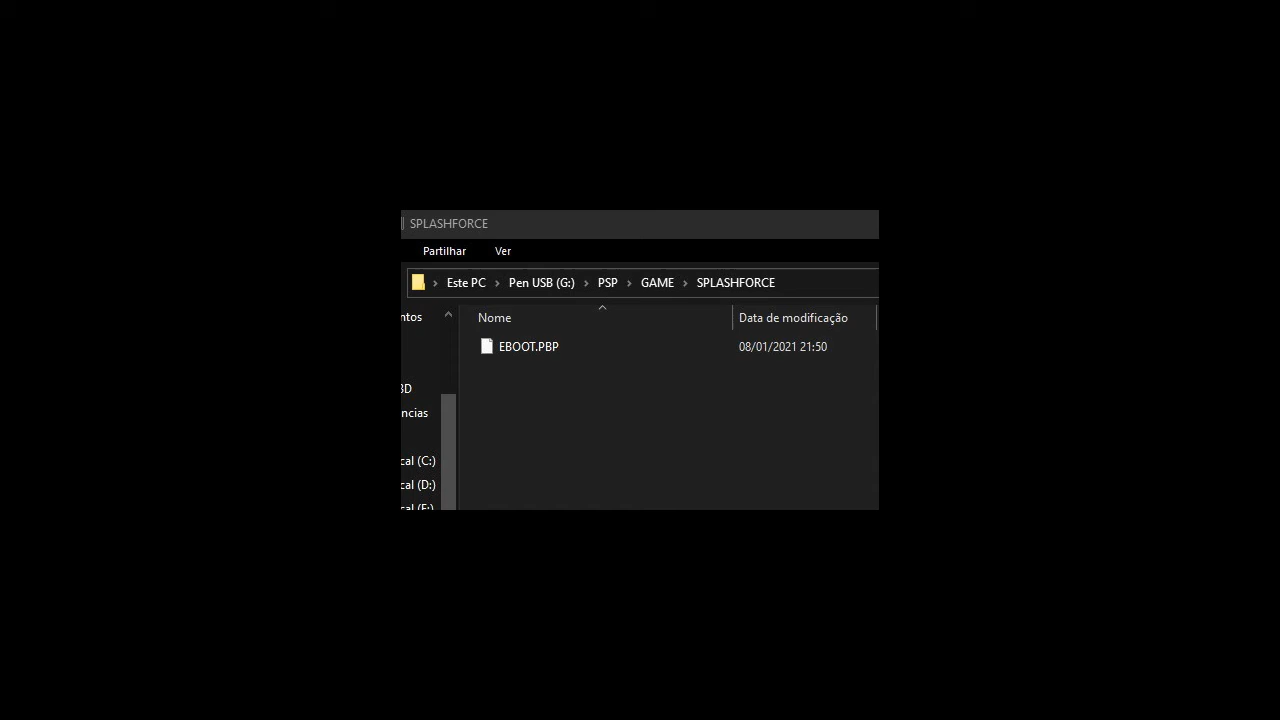 SPLASHFORCE
Partilhar Ver
Este PC > Pen USB (G:) > PSP > GAME > SPLASHFORCE
ntos
Nome Data de modificação
EBOOT.PBP 08/01/2021 21:50
3D
ncias
cal (C:)
cal (D:)
cal (E:)